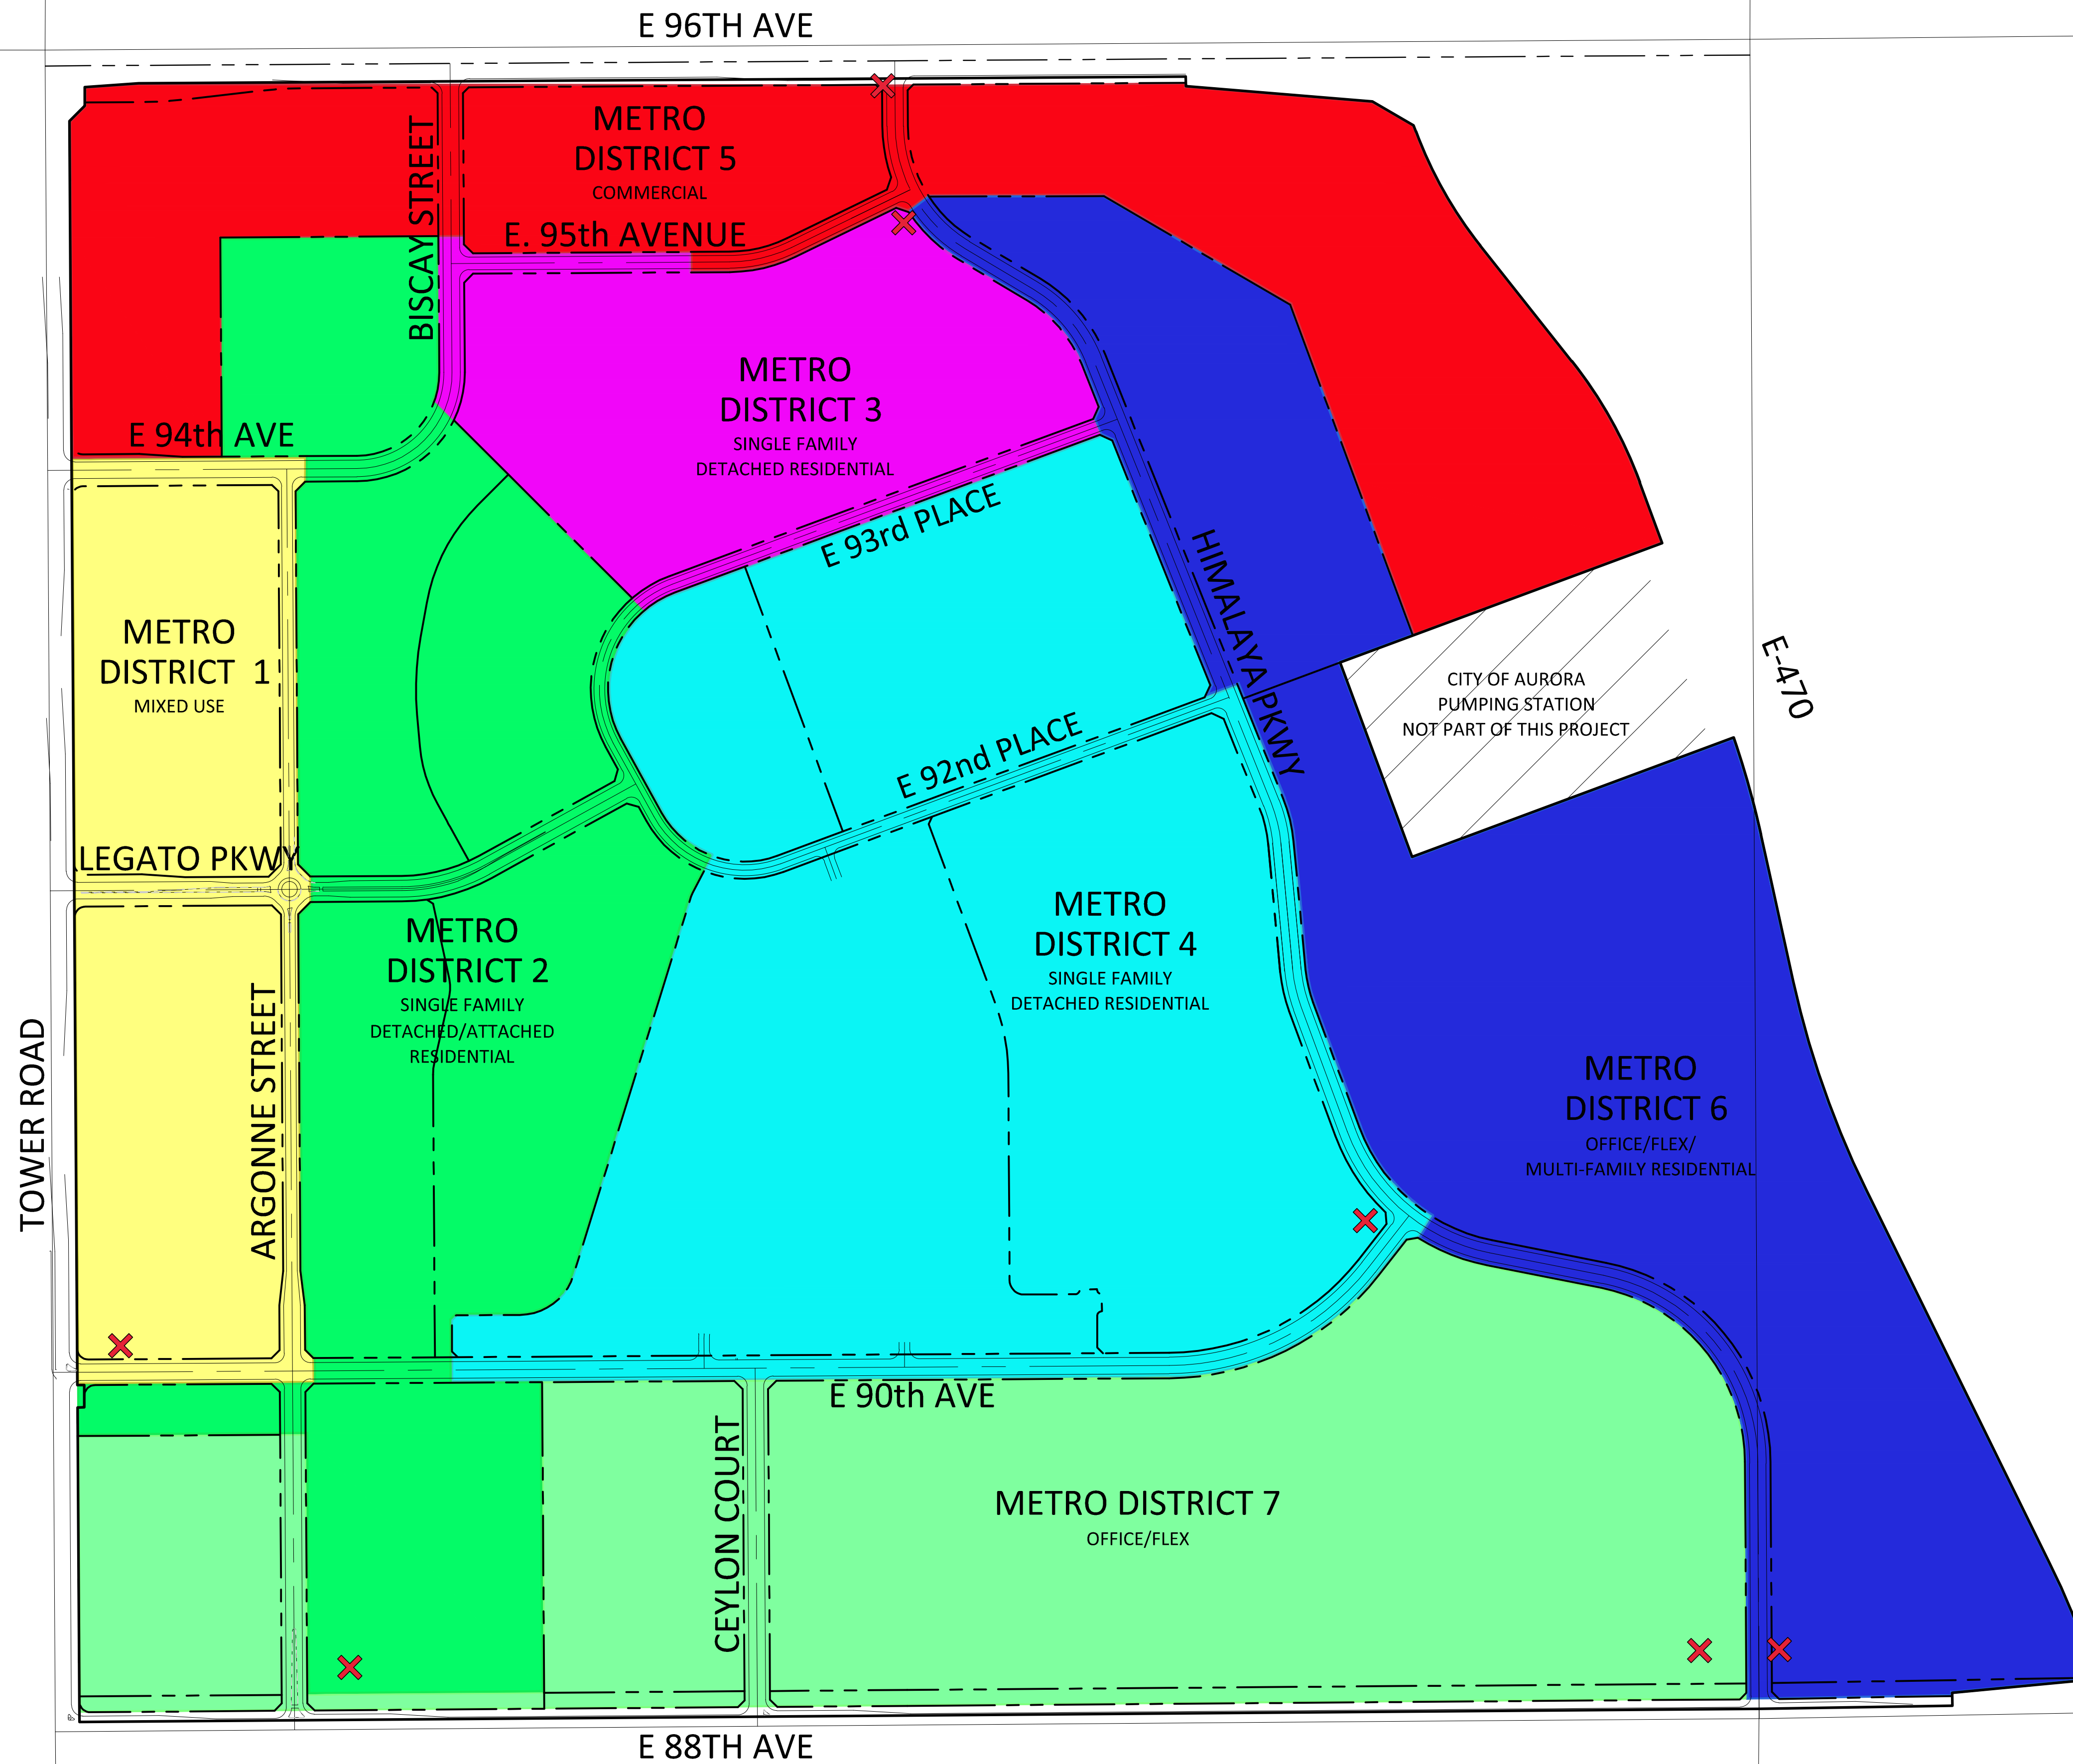 E 96TH AVE
METRO
DISTRICT 5
COMMERCIAL
BISCAY STREET
E. 95th AVENUE
METRO
DISTRICT 3
SINGLE FAMILY
DETACHED RESIDENTIAL
E 94th AVE
E 93rd PLACE
HIMALAYA PKWY
METRO
DISTRICT 1
MIXED USE
CITY OF AURORA
PUMPING STATION
NOT PART OF THIS PROJECT
E-470
E 92nd PLACE
LEGATO PKWY
METRO
DISTRICT 4
SINGLE FAMILY
DETACHED RESIDENTIAL
METRO
DISTRICT 2
SINGLE FAMILY
DETACHED/ATTACHED
RESIDENTIAL
ARGONNE STREET
TOWER ROAD
METRO
DISTRICT 6
OFFICE/FLEX/
MULTI-FAMILY RESIDENTIAL
E 90th AVE
CEYLON COURT
METRO DISTRICT 7
OFFICE/FLEX
E 88TH AVE